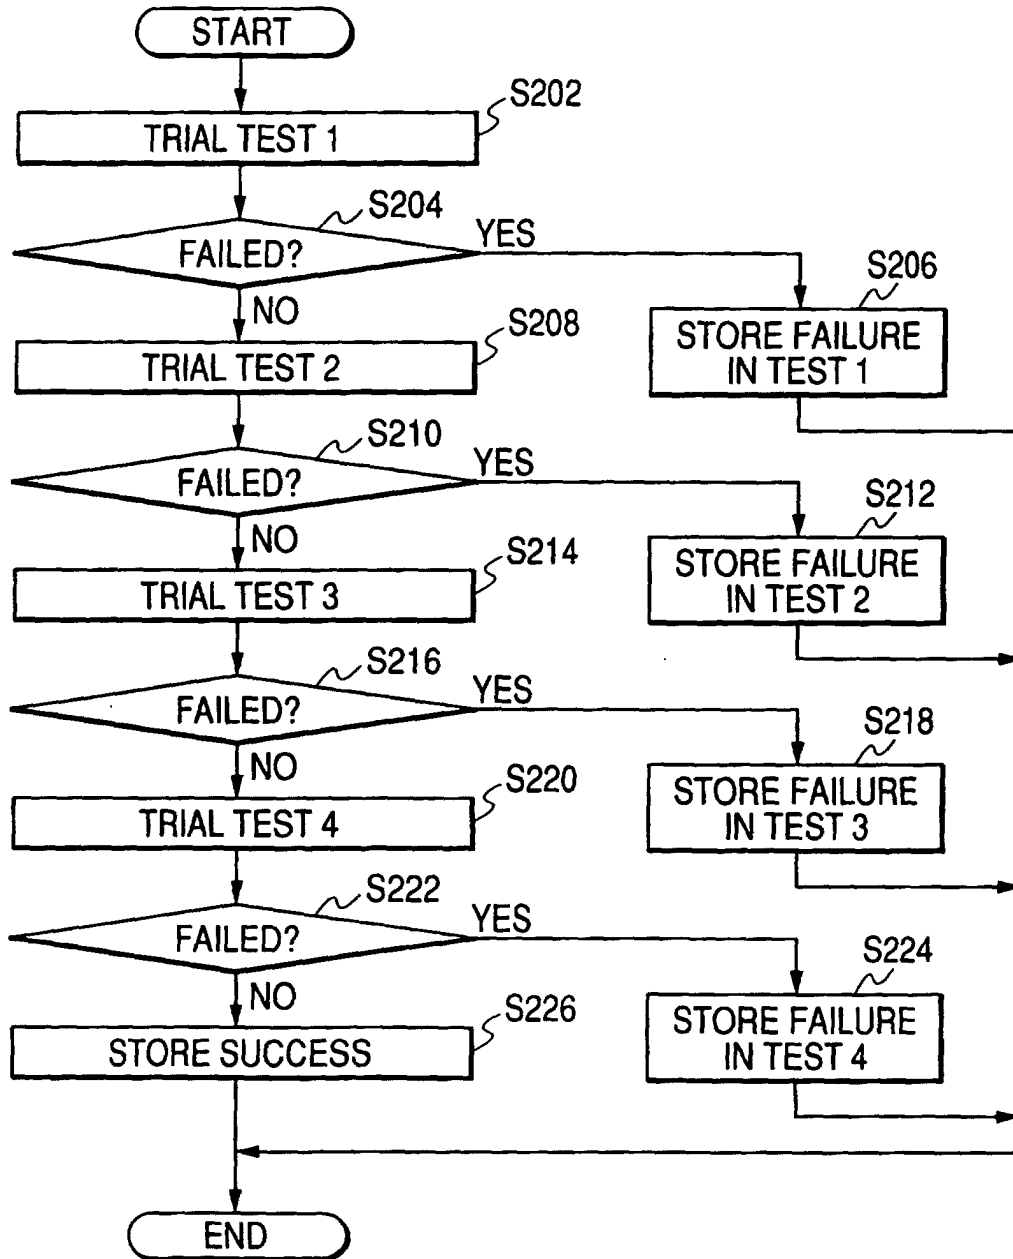 START
S202
TRIAL TEST 1
S204
FAILED?
YES
S206
STORE FAILURE
IN TEST 1
NO
S208
TRIAL TEST 2
S210
FAILED?
YES
S212
STORE FAILURE
IN TEST 2
NO
S214
TRIAL TEST 3
S216
FAILED?
YES
S218
STORE FAILURE
IN TEST 3
NO
S220
TRIAL TEST 4
S222
FAILED?
YES
S224
STORE FAILURE
IN TEST 4
NO
S226
STORE SUCCESS
END